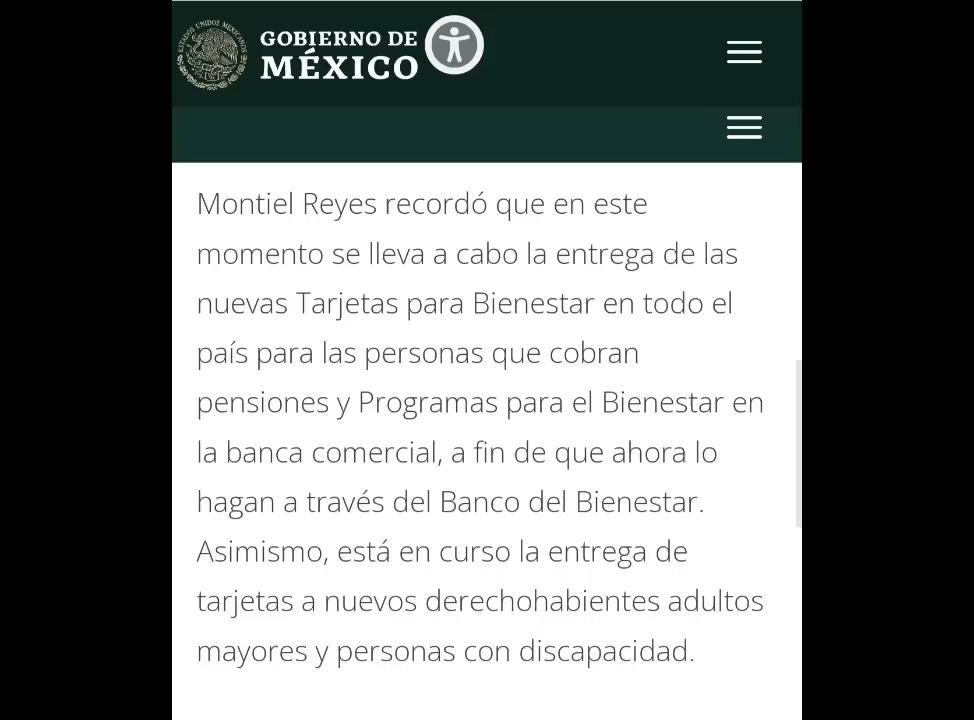 ESTADOS UNIDOS MEXICANOS
GOBIERNO DE
MÉXICO
Montiel Reyes recordó que en este
momento se lleva a cabo la entrega de las
nuevas Tarjetas para Bienestar en todo el
país para las personas que cobran
pensiones y Programas para el Bienestar en
la banca comercial, a fin de que ahora lo
hagan a través del Banco del Bienestar.
Asimismo, está en curso la entrega de
tarjetas a nuevos derechohabientes adultos
mayores y personas con discapacidad.